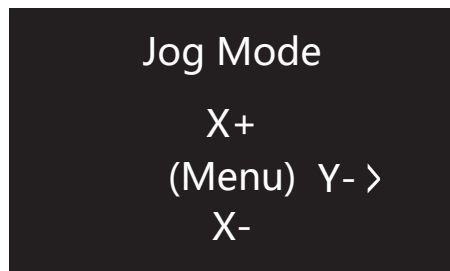 Jog Mode
X+
(Menu) Y- >
X-